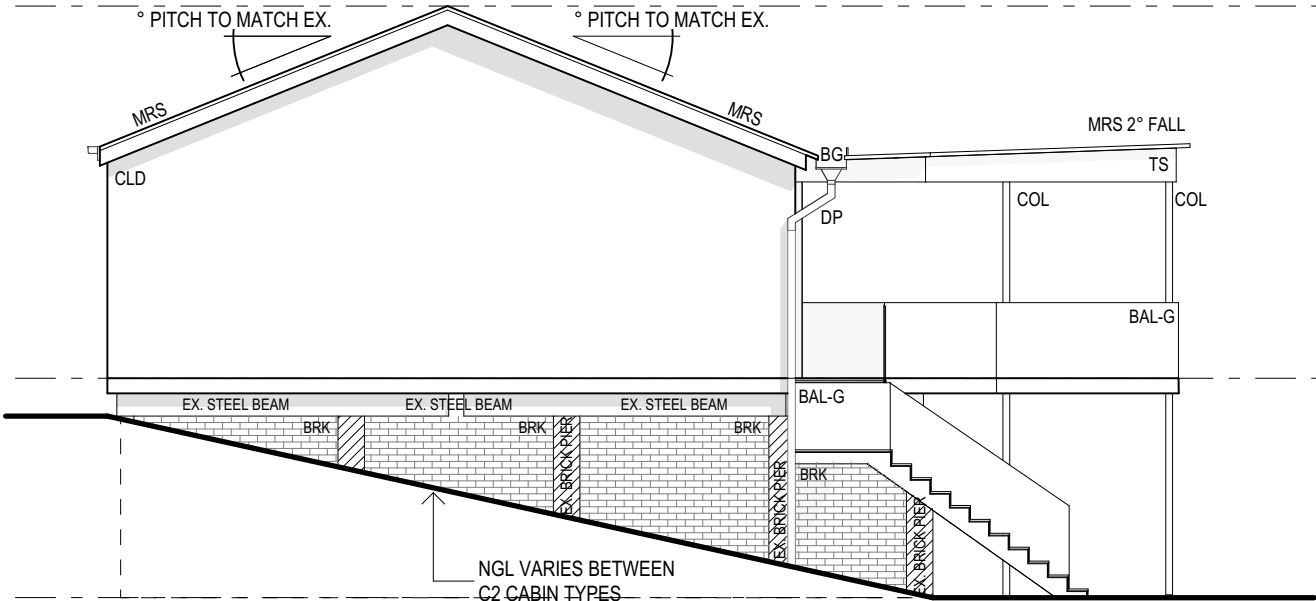 ° PITCH TO MATCH EX.
° PITCH TO MATCH EX.
MRS
MRS
MRS 2° FALL
BG
TS
CLD
COL
COL
DP
BAL-G
BAL-G
EX. STEEL BEAM
EX. STEEL BEAM
EX. STEEL BEAM
BRK
BRK
BRK
BRK
EX. BRICK PIER
EX. BRICK PIER
EX. BRICK PIER
NGL VARIES BETWEEN
C2 CABIN TYPES